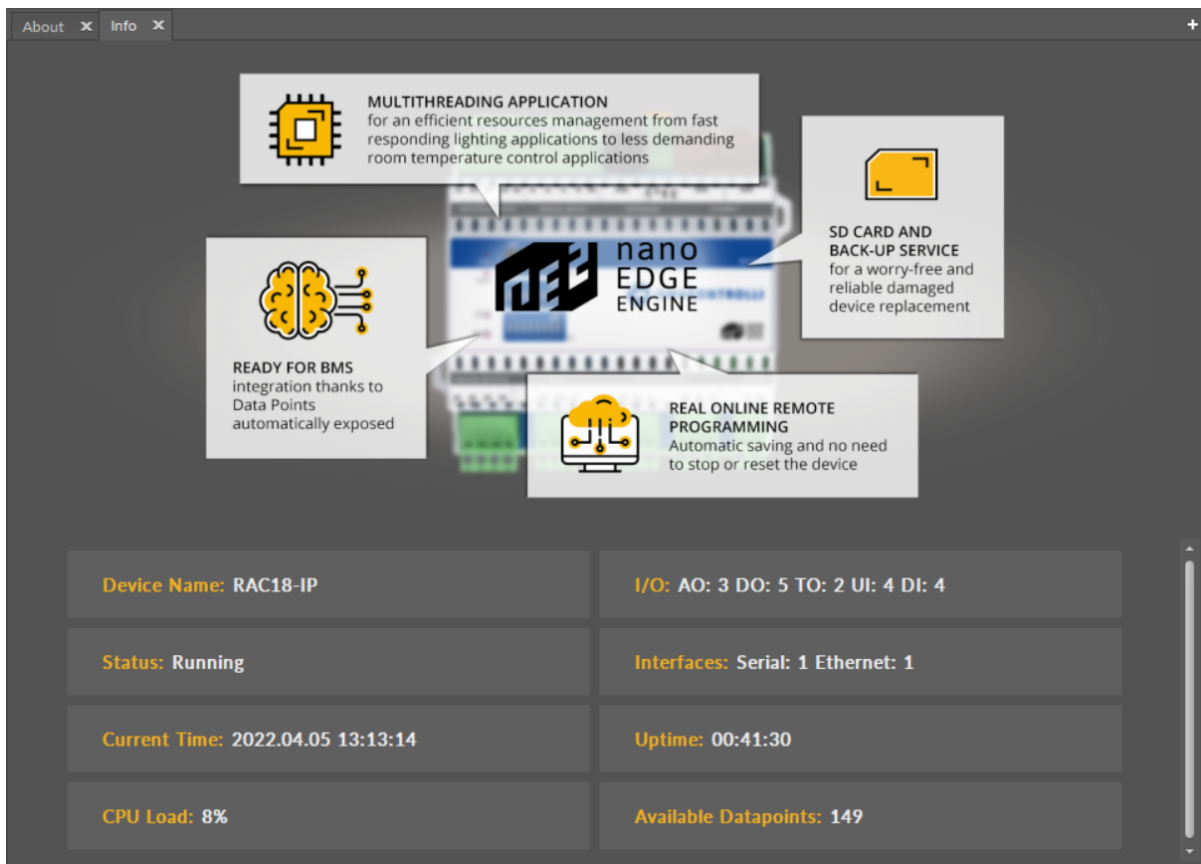 About
Info
MULTITHREADING APPLICATION
for an efficient resources management from fast
responding lighting applications to less demanding
room temperature control applications
SD CARD AND
BACK-UP SERVICE
for a worry-free and
reliable damaged
device replacement
nano
EDGE
ENGINE
READY FOR BMS
integration thanks to
Data Points
automatically exposed
REAL ONLINE REMOTE
PROGRAMMING
Automatic saving and no need
to stop or reset the device
Device Name: RAC18-IP
I/O: AO: 3 DO: 5 TO: 2 UI: 4 DI: 4
Status: Running
Interfaces: Serial: 1 Ethernet: 1
Current Time: 2022.04.05 13:13:14
Uptime: 00:41:30
CPU Load: 8%
Available Datapoints: 149